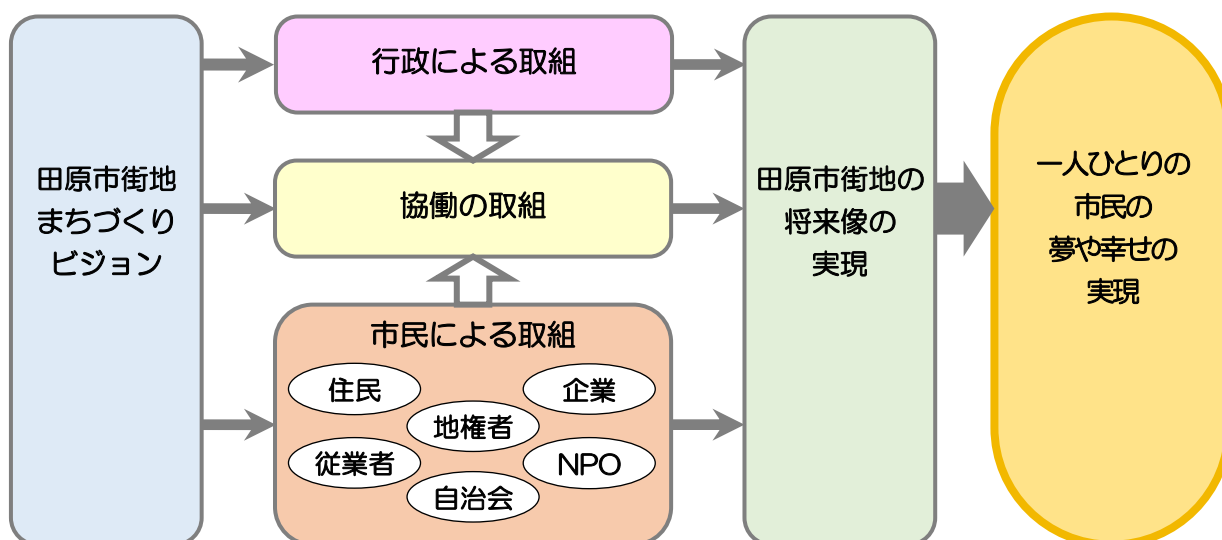 田原市街地
まちづくり
ビジョン
行政による取組
協働の取組
市民による取組
住民
企業
地権者
従業者
NPO
自治会
田原市街地の
将来像の
実現
一人ひとりの
市民の
夢や幸せの
実現